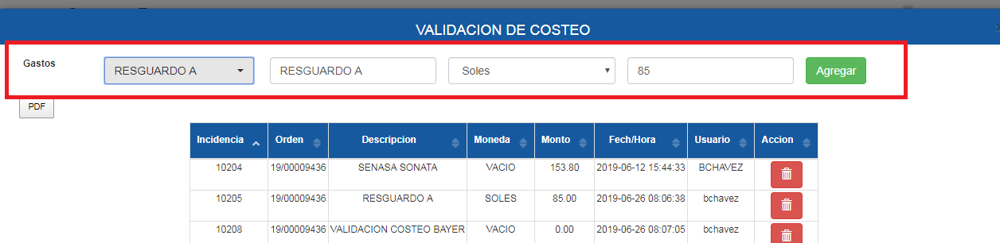 VALIDACION DE COSTEO
Gastos RESGUARDO A RESGUARDO A Soles 85 Agregar
PDF
Incidencia Orden Descripcion Moneda Monto Fech/Hora Usuario Accion
10204 19/00009436 SENASA SONATA VACIO 153.80 2019-06-12 15:44:33 BCHAVEZ
10205 19/00009436 RESGUARDO A SOLES 85.00 2019-06-26 08:06:38 bchavez
10208 19/00009436 VALIDACION COSTEO BAYER VACIO 0.00 2019-06-26 08:07:05 bchavez